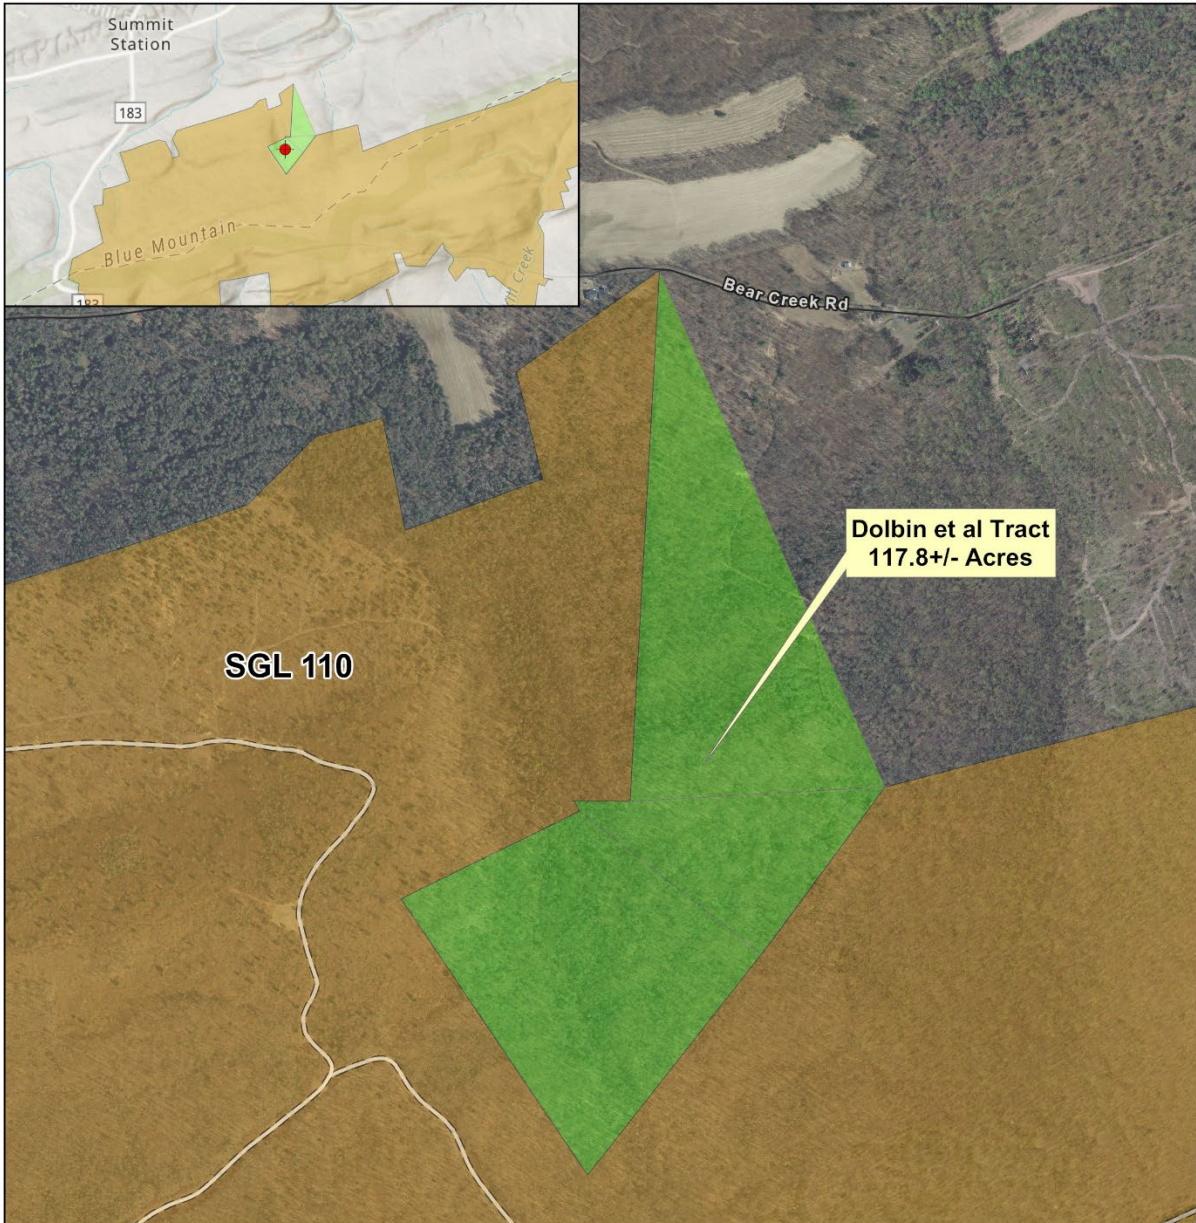 Summit
Station
183
Blue Mountain
Creek
183
Bear Creek Rd
Dolbin et al Tract
117.8+/- Acres
SGL 110